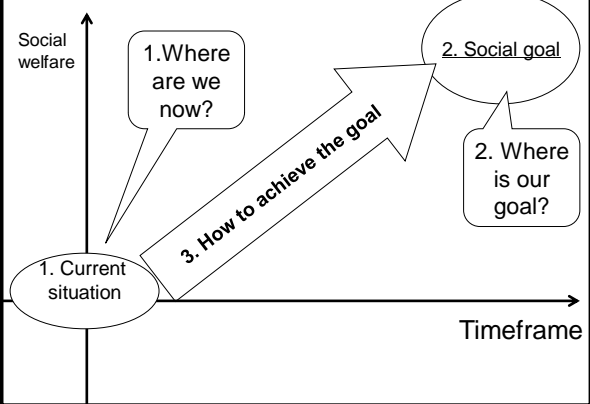 Social
welfare
1.Where
are we
now?
2. Social goal
3. How to achieve the goal
2. Where
is our
goal?
1. Current
situation
Timeframe